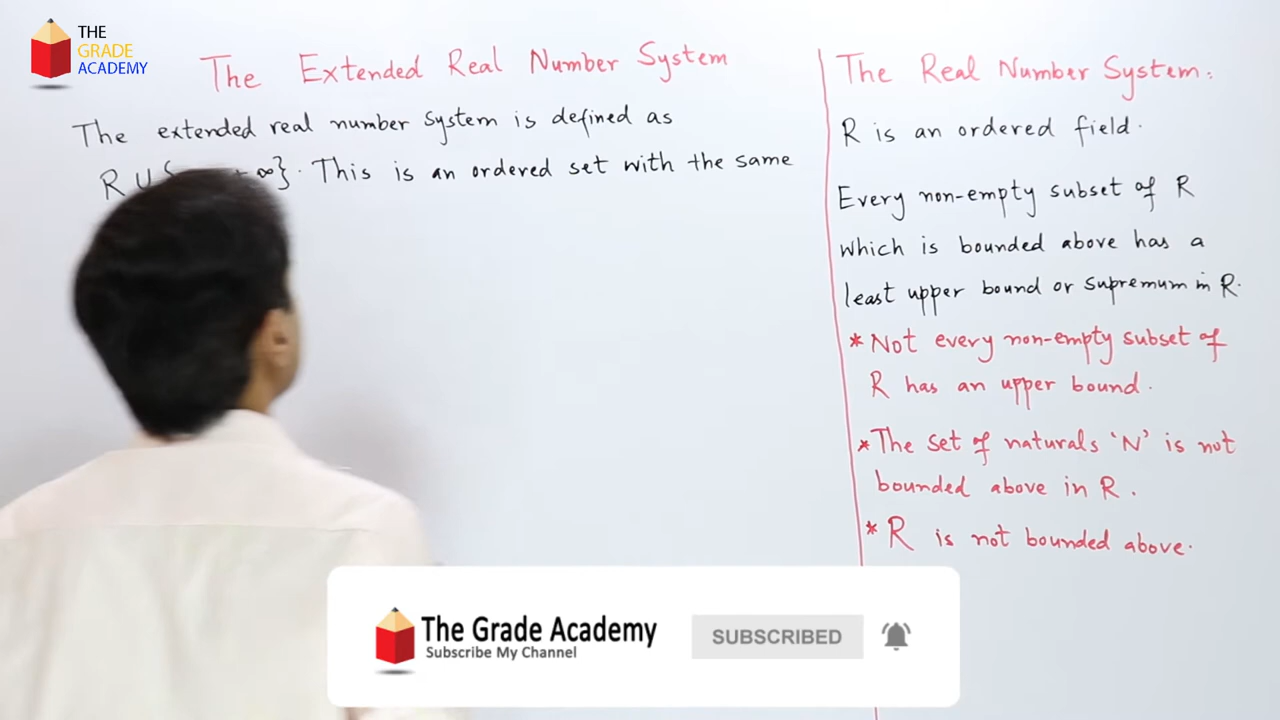 THE
GRADE
ACADEMY
The Extended Real Number System
The extended real number system is defined as
R U { ∞}. This is an ordered set with the same
The Real Number System:
R is an ordered field.
Every non-empty subset of R
which is bounded above has a
least upper bound or supremum in R.
* Not every non-empty subset of
R has an upper bound.
* The set of naturals 'N' is not
bounded above in R.
* R is not bounded above.
The Grade Academy
Subscribe My Channel
SUBSCRIBED